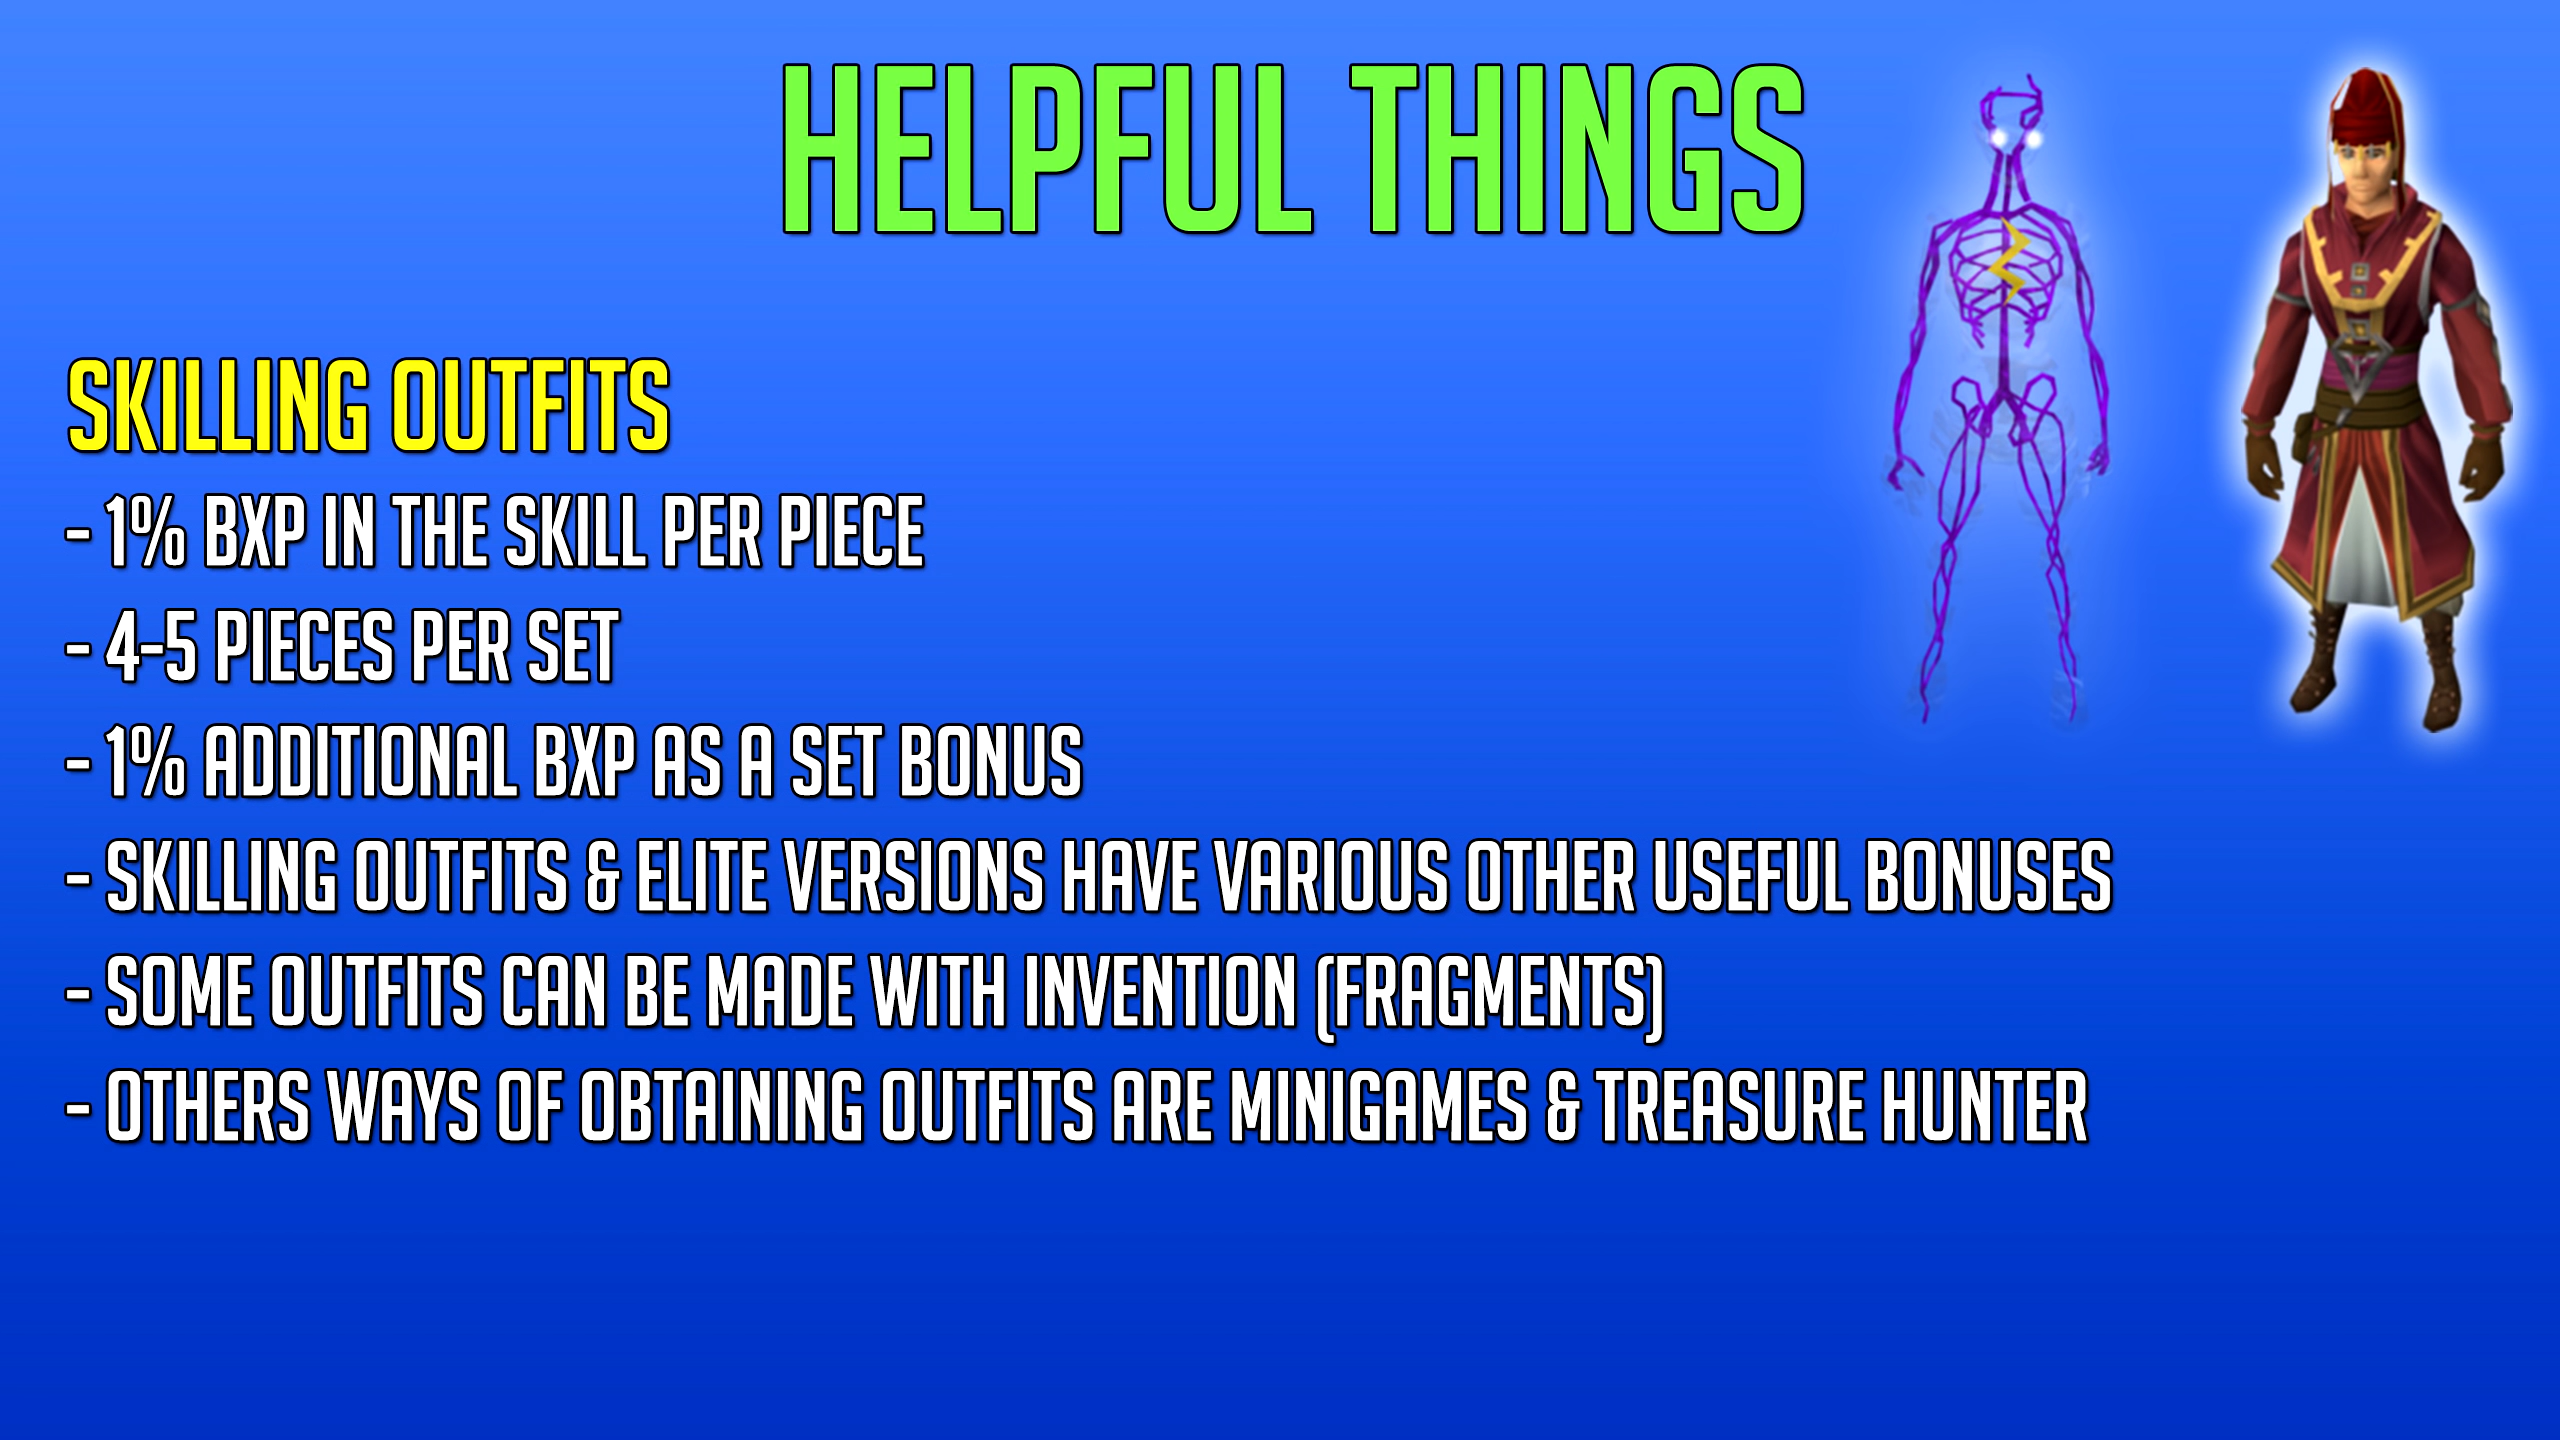 HELPFUL THINGS
SKILLING OUTFITS
- 1% BXP IN THE SKILL PER PIECE
- 4-5 PIECES PER SET
- 1% ADDITIONAL BXP AS A SET BONUS
- SKILLING OUTFITS & ELITE VERSIONS HAVE VARIOUS OTHER USEFUL BONUSES
- SOME OUTFITS CAN BE MADE WITH INVENTION (FRAGMENTS)
- OTHERS WAYS OF OBTAINING OUTFITS ARE MINIGAMES & TREASURE HUNTER